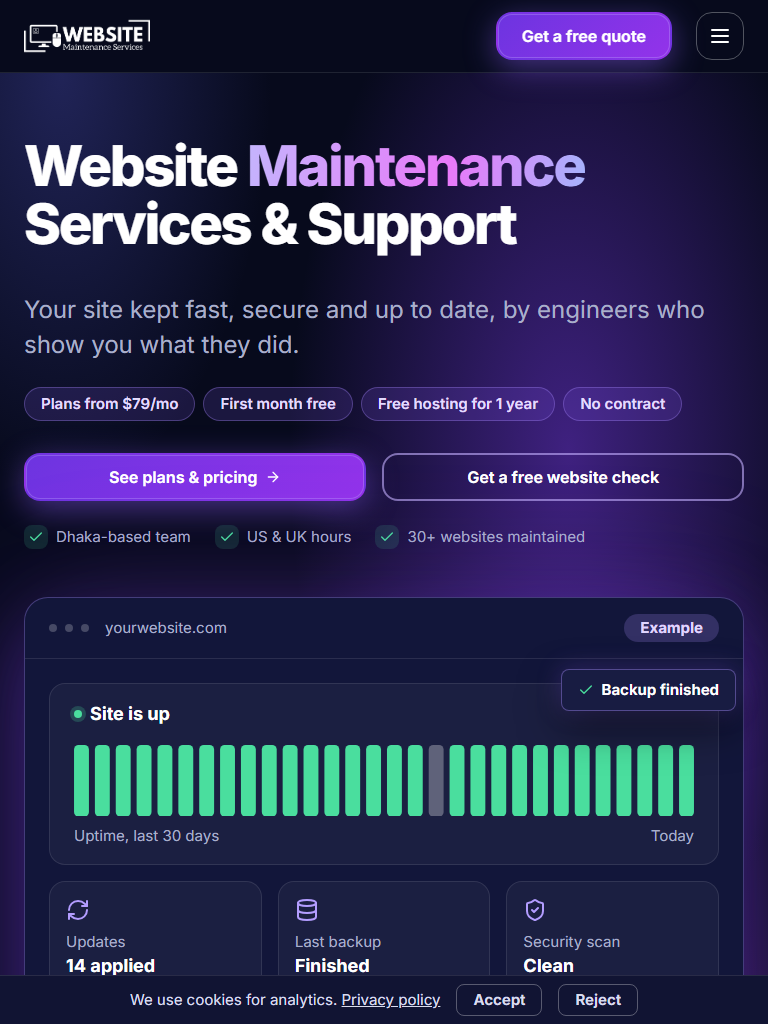 WEBSITE
Maintenance Services
Get a free quote
Website Maintenance
Services & Support
Your site kept fast, secure and up to date, by engineers who
show you what they did.
Plans from $79/mo
First month free
Free hosting for 1 year
No contract
See plans & pricing →
Get a free website check
Dhaka-based team
US & UK hours
30+ websites maintained
yourwebsite.com
Example
Backup finished
Site is up
Uptime, last 30 days
Today
Updates
14 applied
Last backup
Finished
Security scan
Clean
We use cookies for analytics. Privacy policy
Accept
Reject